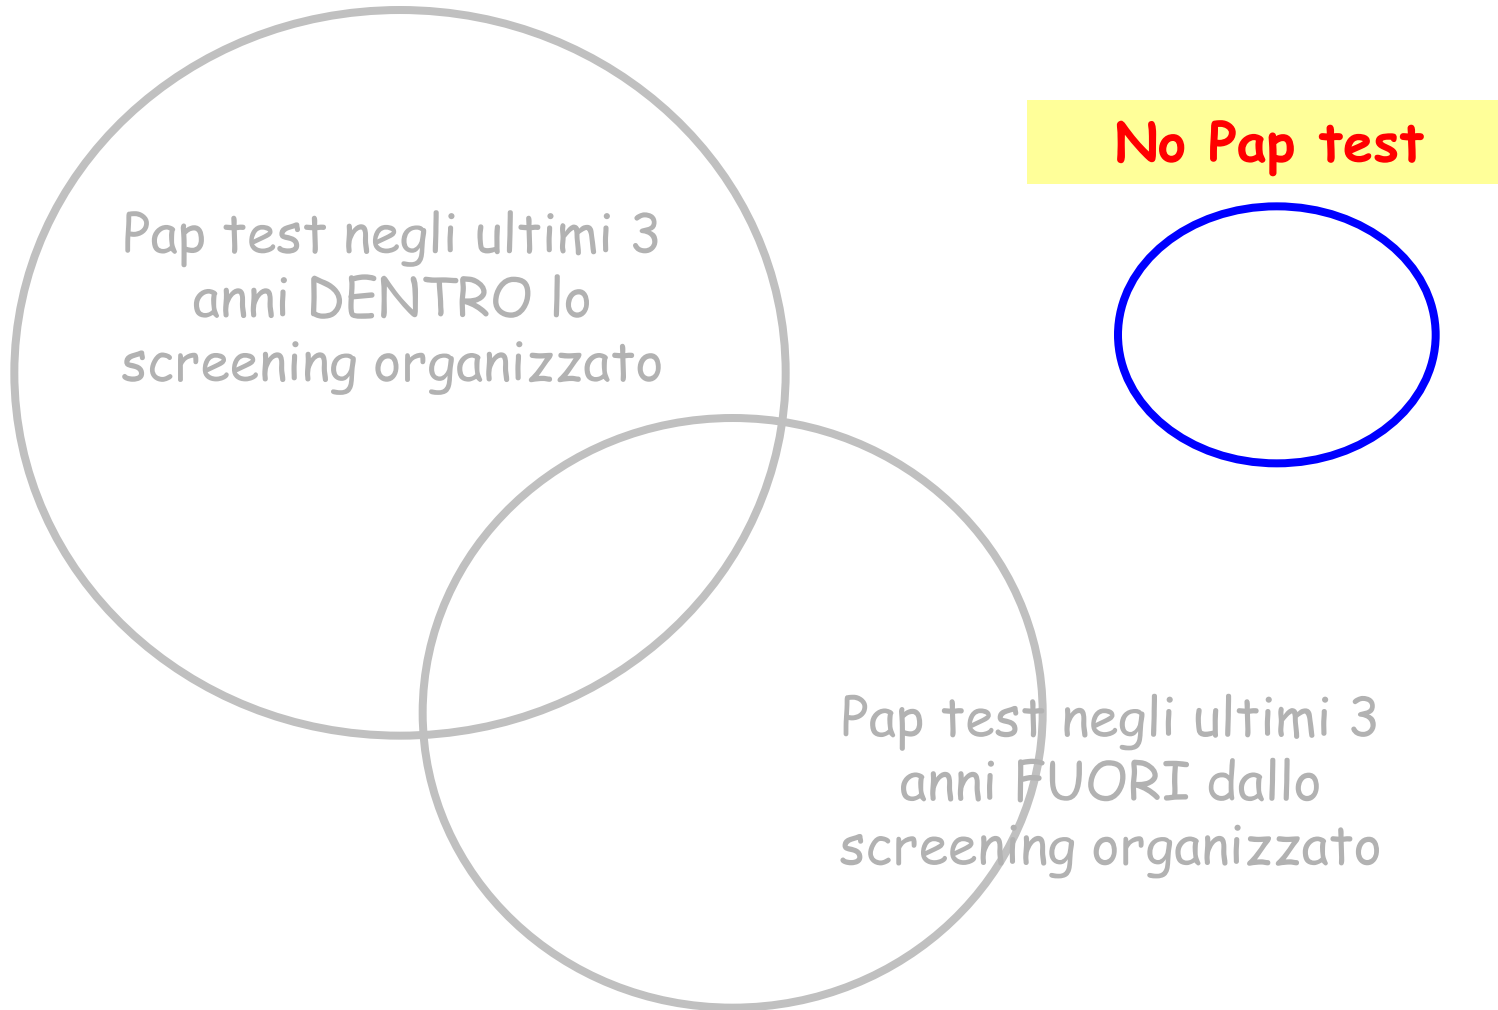 No Pap test
Pap test negli ultimi 3
anni DENTRO lo
screening organizzato
Pap test negli ultimi 3
anni FUORI dallo
screening organizzato